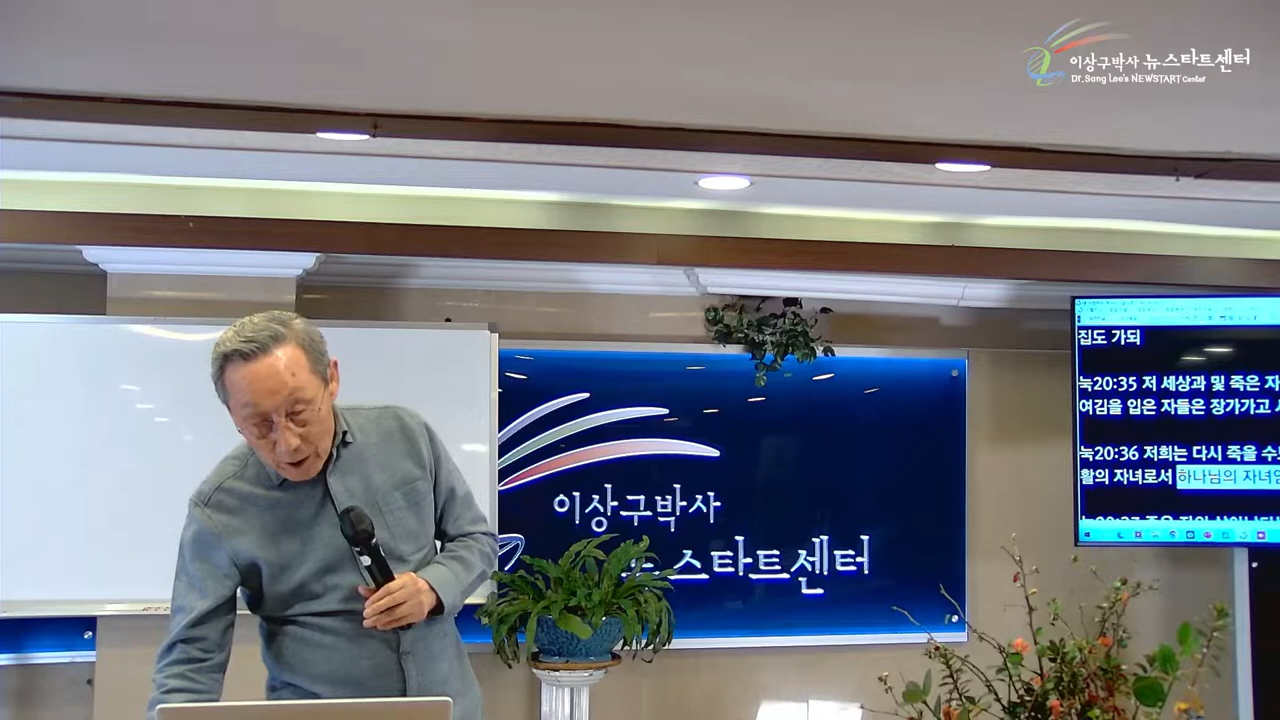 이상구박사 뉴스타트센터
Dr. Sang Lee's NEWSTART Center
집도 가되
눅20:35 저 세상과 및 죽은 자
여김을 입은 자들은 장가가고
눅20:36 저희는 다시 죽을 수
활의 자녀로서 하나님의 자녀
이상구박사
스타트센터